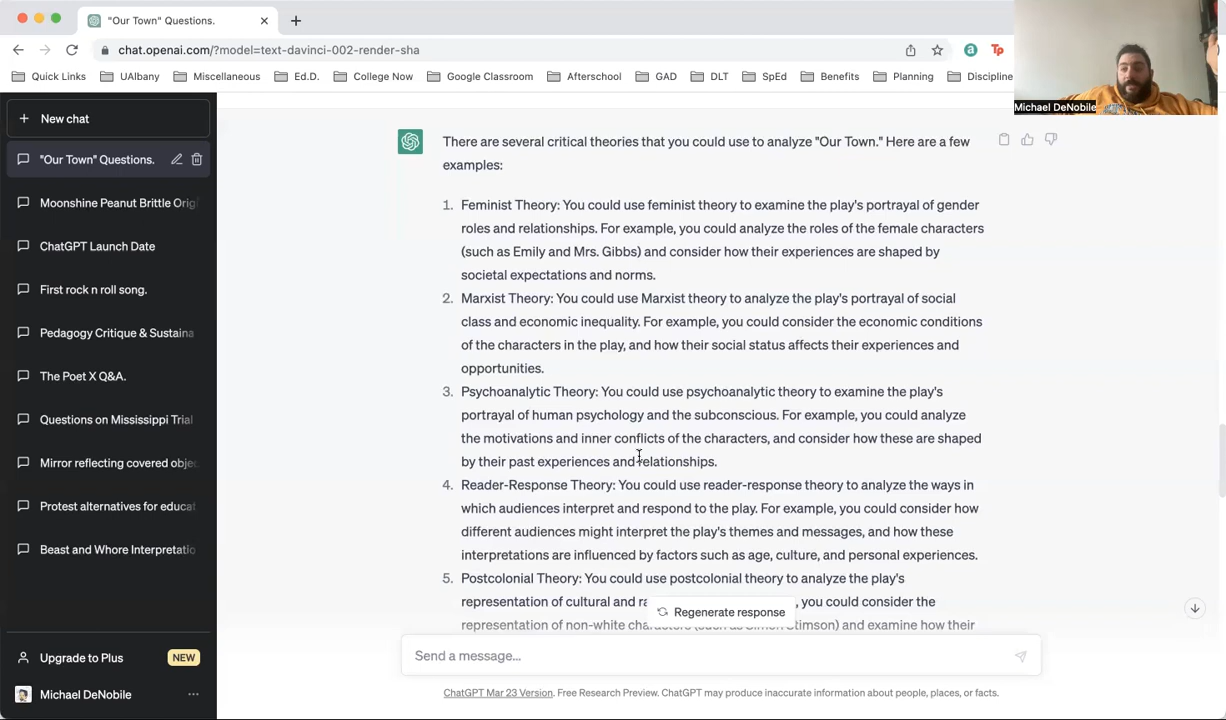 "Our Town" Questions.
chat.openai.com/?model=text-davinci-002-render-sha
Tp
Quick Links UAlbany Miscellaneous Ed.D. College Now Google Classroom Afterschool GAD DLT SpEd Benefits Planning Discipline
Michael DeNobile
New chat
"Our Town" Questions.
Moonshine Peanut Brittle Orig
ChatGPT Launch Date
First rock n roll song.
Pedagogy Critique & Sustaina
The Poet X Q&A.
Questions on Mississippi Trial
Mirror reflecting covered obje
Protest alternatives for educat
Beast and Whore Interpretatio
Upgrade to Plus NEW
Michael DeNobile
There are several critical theories that you could use to analyze "Our Town." Here are a few
examples:
1. Feminist Theory: You could use feminist theory to examine the play's portrayal of gender
roles and relationships. For example, you could analyze the roles of the female characters
(such as Emily and Mrs. Gibbs) and consider how their experiences are shaped by
societal expectations and norms.
2. Marxist Theory: You could use Marxist theory to analyze the play's portrayal of social
class and economic inequality. For example, you could consider the economic conditions
of the characters in the play, and how their social status affects their experiences and
opportunities.
3. Psychoanalytic Theory: You could use psychoanalytic theory to examine the play's
portrayal of human psychology and the subconscious. For example, you could analyze
the motivations and inner conflicts of the characters, and consider how these are shaped
by their past experiences and relationships.
4. Reader-Response Theory: You could use reader-response theory to analyze the ways in
which audiences interpret and respond to the play. For example, you could consider how
different audiences might interpret the play's themes and messages, and how these
interpretations are influenced by factors such as age, culture, and personal experiences.
5. Postcolonial Theory: You could use postcolonial theory to analyze the play's
representation of cultural and , you could consider the
representation of non-white characters (such as Simon Stimson) and examine how their
Regenerate response
Send a message...
ChatGPT Mar 23 Version. Free Research Preview. ChatGPT may produce inaccurate information about people, places, or facts.